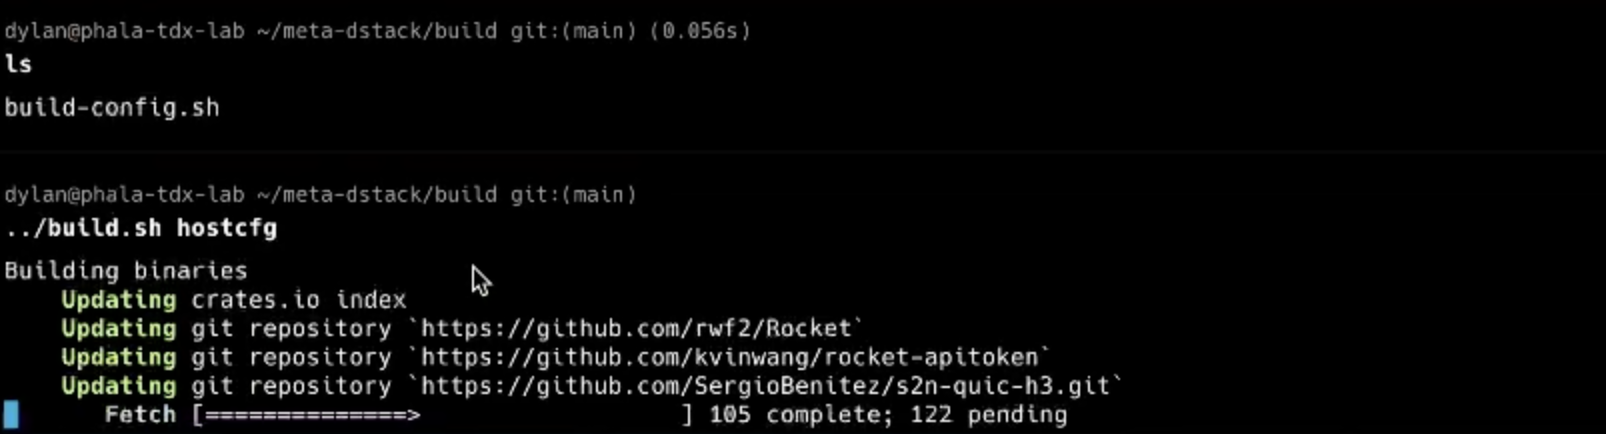 dylan@phala-tdx-lab ~/meta-dstack/build git:(main) (0.056s)
ls
build-config.sh
dylan@phala-tdx-lab ~/meta-dstack/build git:(main)
../build.sh hostcfg
Building binaries
    Updating crates.io index
    Updating git repository `https://github.com/rwf2/Rocket`
    Updating git repository `https://github.com/kvinwang/rocket-apitoken`
    Updating git repository `https://github.com/SergioBenitez/s2n-quic-h3.git`
       Fetch [==============>                  ] 105 complete; 122 pending